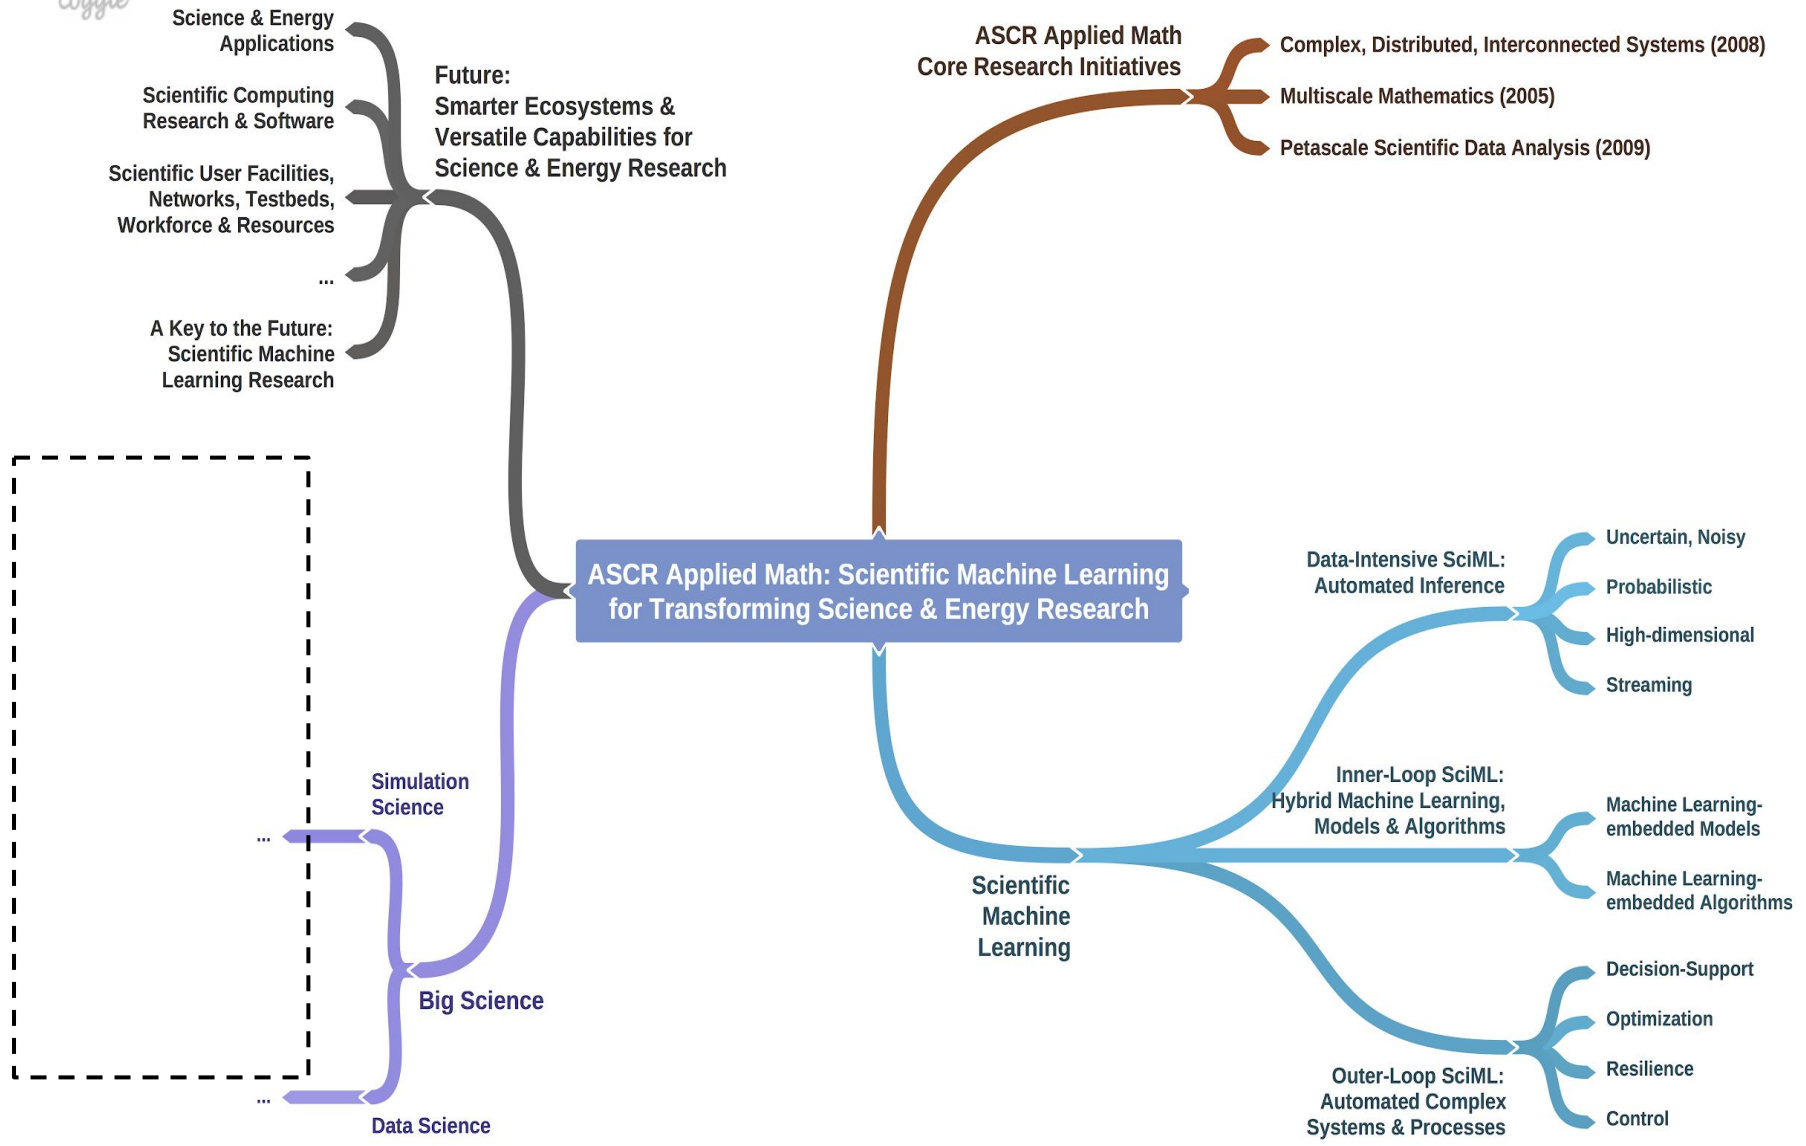 coggle
Science & Energy
Applications
Scientific Computing
Research & Software
Scientific User Facilities,
Networks, Testbeds,
Workforce & Resources
...
A Key to the Future:
Scientific Machine
Learning Research
Future:
Smarter Ecosystems &
Versatile Capabilities for
Science & Energy Research
ASCR Applied Math
Core Research Initiatives
Complex, Distributed, Interconnected Systems (2008)
Multiscale Mathematics (2005)
Petascale Scientific Data Analysis (2009)
ASCR Applied Math: Scientific Machine Learning
for Transforming Science & Energy Research
Simulation
Science
...
Big Science
...
Data Science
Scientific
Machine
Learning
Data-Intensive SciML:
Automated Inference
Uncertain, Noisy
Probabilistic
High-dimensional
Streaming
Inner-Loop SciML:
Hybrid Machine Learning,
Models & Algorithms
Machine Learning-
embedded Models
Machine Learning-
embedded Algorithms
Outer-Loop SciML:
Automated Complex
Systems & Processes
Decision-Support
Optimization
Resilience
Control